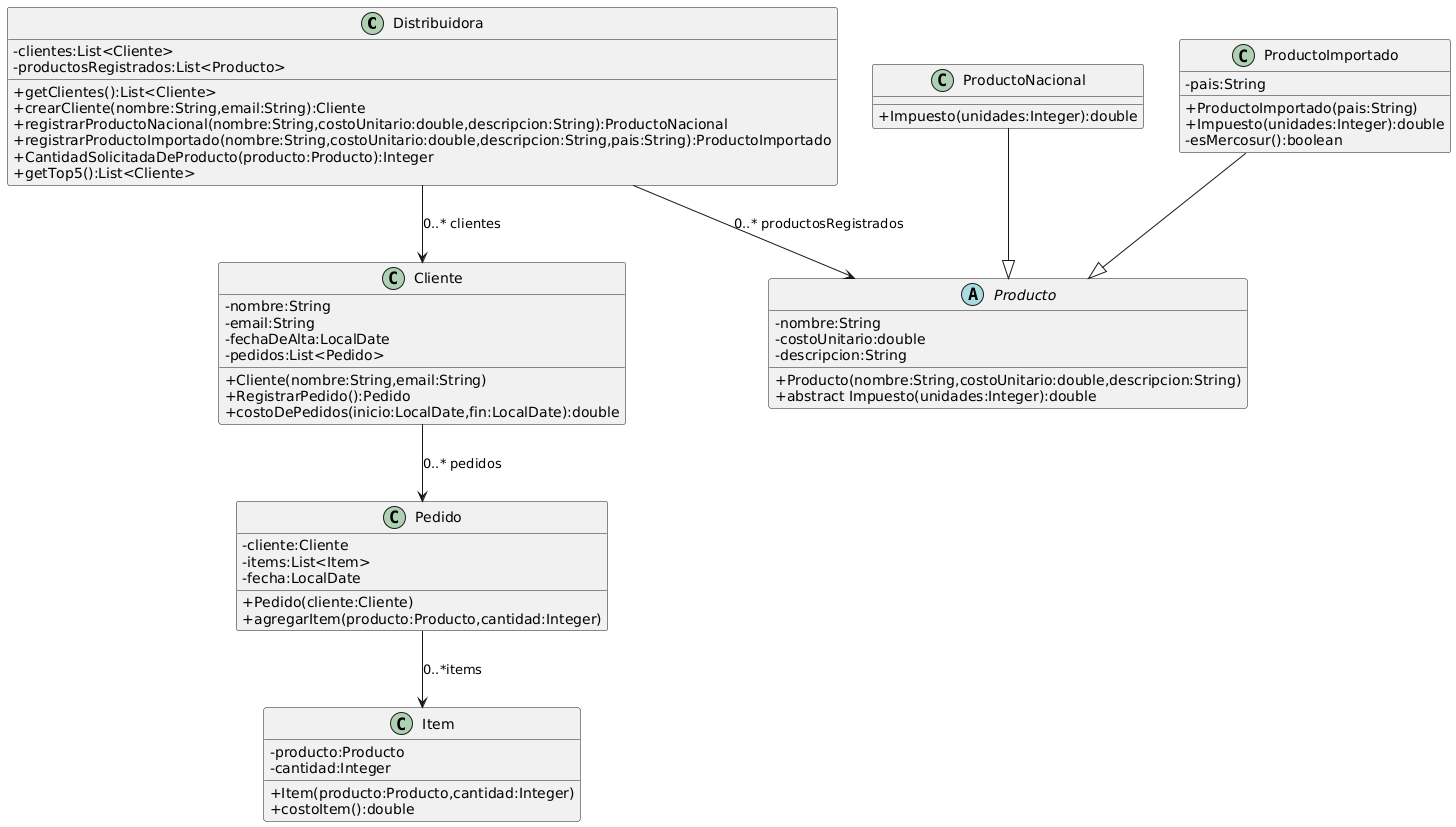 C Distribuidora
-clientes:List<Cliente>
-productosRegistrados:List<Producto>
+getClientes():List<Cliente>
+crearCliente(nombre:String,email:String):Cliente
+registrarProductoNacional(nombre:String,costoUnitario:double,descripcion:String):ProductoNacional
+registrarProductoImportado(nombre:String,costoUnitario:double,descripcion:String,pais:String):ProductoImportado
+CantidadSolicitadaDeProducto(producto:Producto):Integer
+getTop5():List<Cliente>
C ProductoNacional
+Impuesto(unidades:Integer):double
C ProductoImportado
-pais:String
+ProductoImportado(pais:String)
+Impuesto(unidades:Integer):double
-esMercosur():boolean
0..* clientes
0..* productosRegistrados
C Cliente
-nombre:String
-email:String
-fechaDeAlta:LocalDate
-pedidos:List<Pedido>
+Cliente(nombre:String,email:String)
+RegistrarPedido():Pedido
+costoDePedidos(inicio:LocalDate,fin:LocalDate):double
A Producto
-nombre:String
-costoUnitario:double
-descripcion:String
+Producto(nombre:String,costoUnitario:double,descripcion:String)
+abstract Impuesto(unidades:Integer):double
0..* pedidos
C Pedido
-cliente:Cliente
-items:List<Item>
-fecha:LocalDate
+Pedido(cliente:Cliente)
+agregarItem(producto:Producto,cantidad:Integer)
0..*items
C Item
-producto:Producto
-cantidad:Integer
+Item(producto:Producto,cantidad:Integer)
+costoItem():double